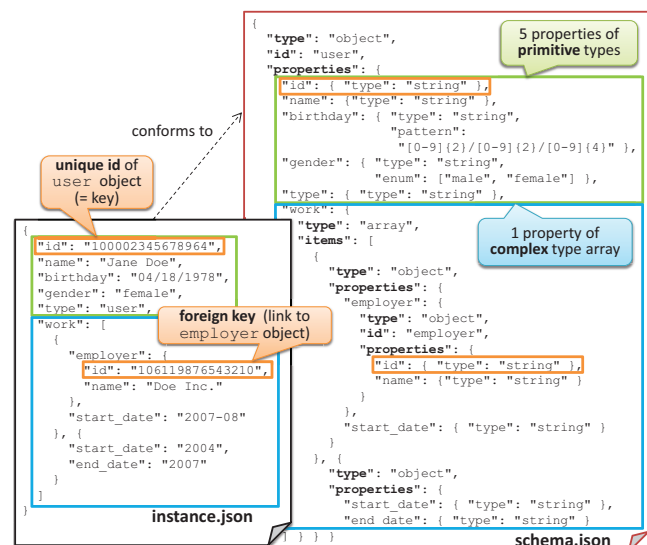 {
"type": "object",
"id": "user",
"properties": {
"id": { "type": "string" },
"name": {"type": "string" },
"birthday": { "type": "string",
"pattern":
"[0-9]{2}/[0-9]{2}/[0-9]{4}" },
"gender": { "type": "string",
"enum": ["male", "female"] },
"type": { "type": "string" },
"work": {
"type": "array",
"items": [
{
"type": "object",
"properties": {
"employer": {
"type": "object",
"id": "employer",
"properties": {
"id": { "type": "string" },
"name": {"type": "string" }
}
},
"start_date": { "type": "string" }
}
}, {
"type": "object",
"properties": {
"start_date": { "type": "string" },
"end date": { "type": "string" }
] } } }
schema.json
5 properties of
primitive types
1 property of
complex type array
conforms to
unique id of
user object
(= key)
{
"id": "100002345678964",
"name": "Jane Doe",
"birthday": "04/18/1978",
"gender": "female",
"type": "user",
"work": [
{
"employer": {
"id": "106119876543210",
"name": "Doe Inc."
},
"start_date": "2007-08"
}, {
"start_date": "2004",
"end_date": "2007"
}
]
}
instance.json
foreign key (link to
employer object)